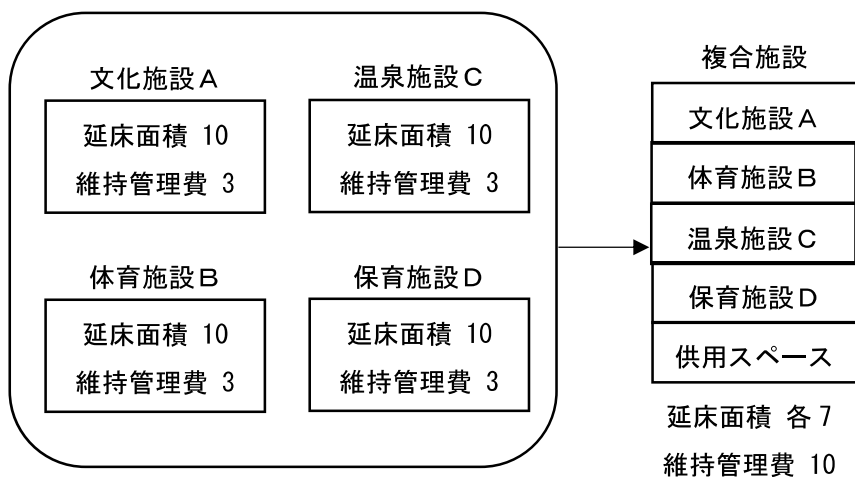 文化施設A
延床面積 10
維持管理費 3
温泉施設C
延床面積 10
維持管理費 3
体育施設B
延床面積 10
維持管理費 3
保育施設D
延床面積 10
維持管理費 3
複合施設
文化施設A
体育施設B
温泉施設C
保育施設D
供用スペース
延床面積 各7
維持管理費 10